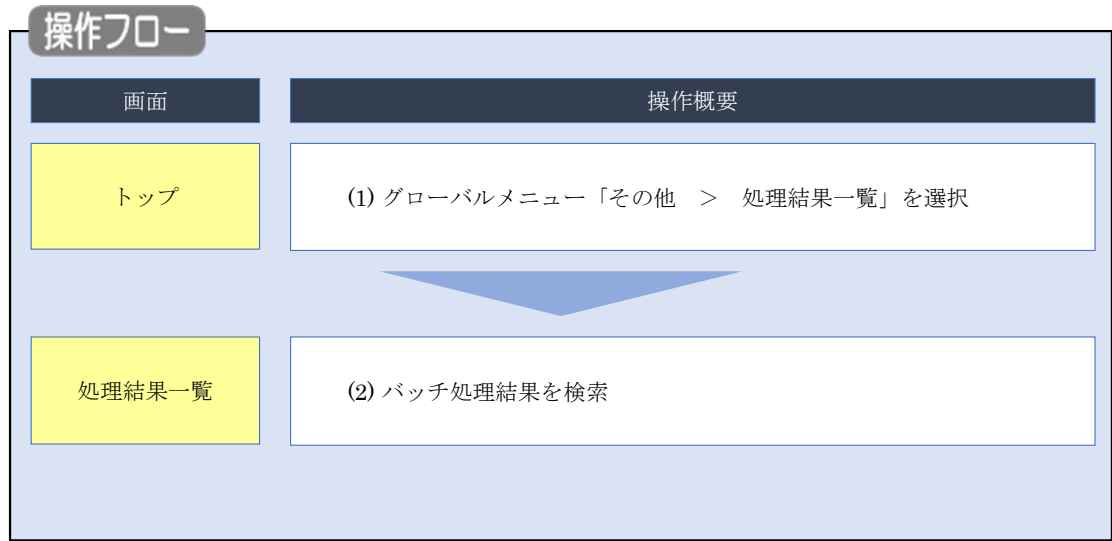 操作フロー
画面
操作概要
トップ
(1) グローバルメニュー「その他　＞　処理結果一覧」を選択
処理結果一覧
(2) バッチ処理結果を検索